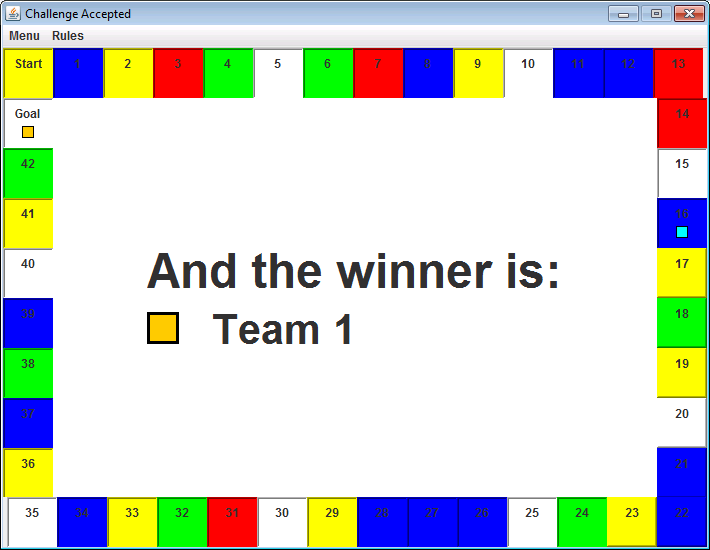 Challenge Accepted
Menu Rules
Start 1 2 3 4 5 6 7 8 9 10 11 12 13
Goal 14
42 15
41 16
40 17
39 18
38 19
37 20
36 21
35 34 33 32 31 30 29 28 27 26 25 24 23 22
And the winner is:
Team 1